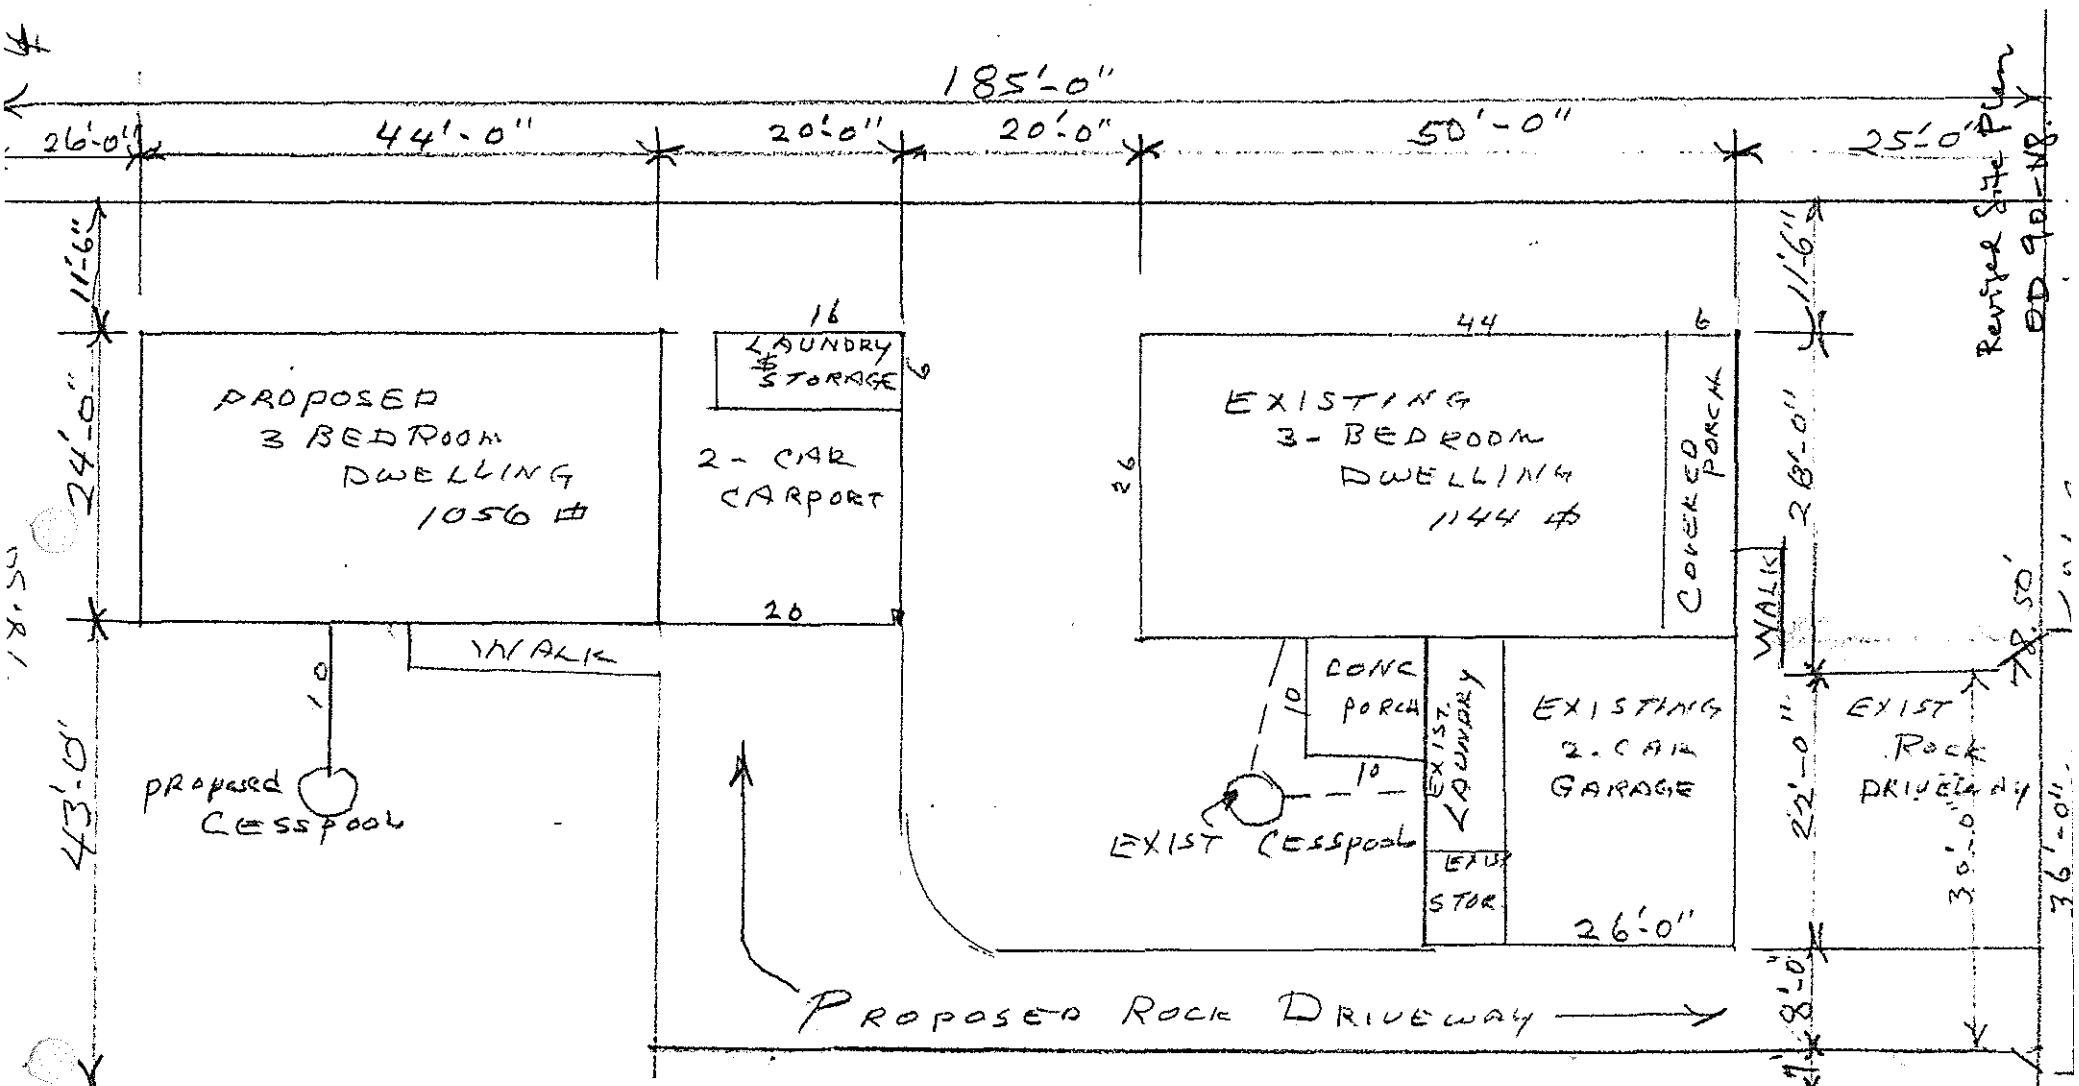 185'-0"
26'-0"
44'-0"
20'-0"
20'-0"
50'-0"
25'-0"
Revised Site Plan
11'-6"
11'-6"
16
LAUNDRY
& STORAGE
6
44
6
PROPOSED
3 BEDROOM
DWELLING
1056
24'-0"
2 - CAR
CARPORT
20
EXISTING
3 - BEDROOM
DWELLING
1144
26
COVERED
PORCH
28'-0"
WALK
WALK
78.50'
10
proposed
CESSPOOL
43'-0"
CONC
PORCH
10
10
EXIST.
LAUNDRY
EXISTING
2. CAR
GARAGE
22'-0"
EXIST
ROCK
DRIVEWAY
EXIST Cesspool
EXIST
STOR
26'-0"
30'-0"
36'-0"
8'-0"
PROPOSED ROCK DRIVEWAY